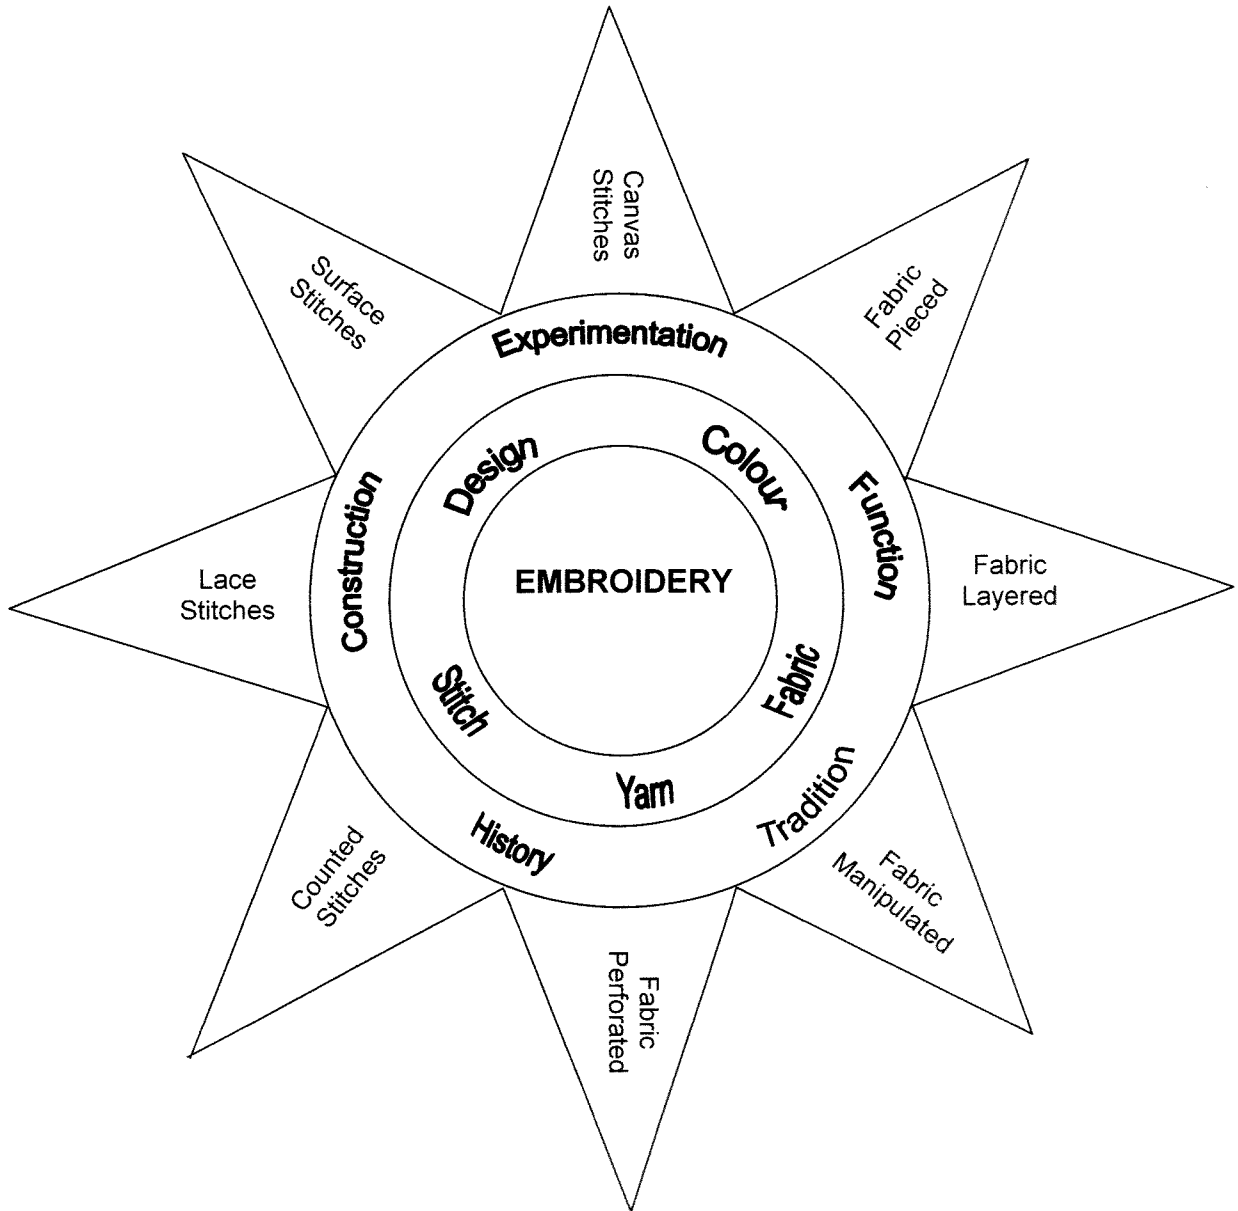 Canvas
Stitches
Fabric
Pieced
Surface
Stitches
Experimentation
Design
Colour
Construction
Function
EMBROIDERY
Lace
Stitches
Fabric
Layered
Stitch
Fabric
Yarn
History
Tradition
Counted
Stitches
Fabric
Manipulated
Fabric
Perforated